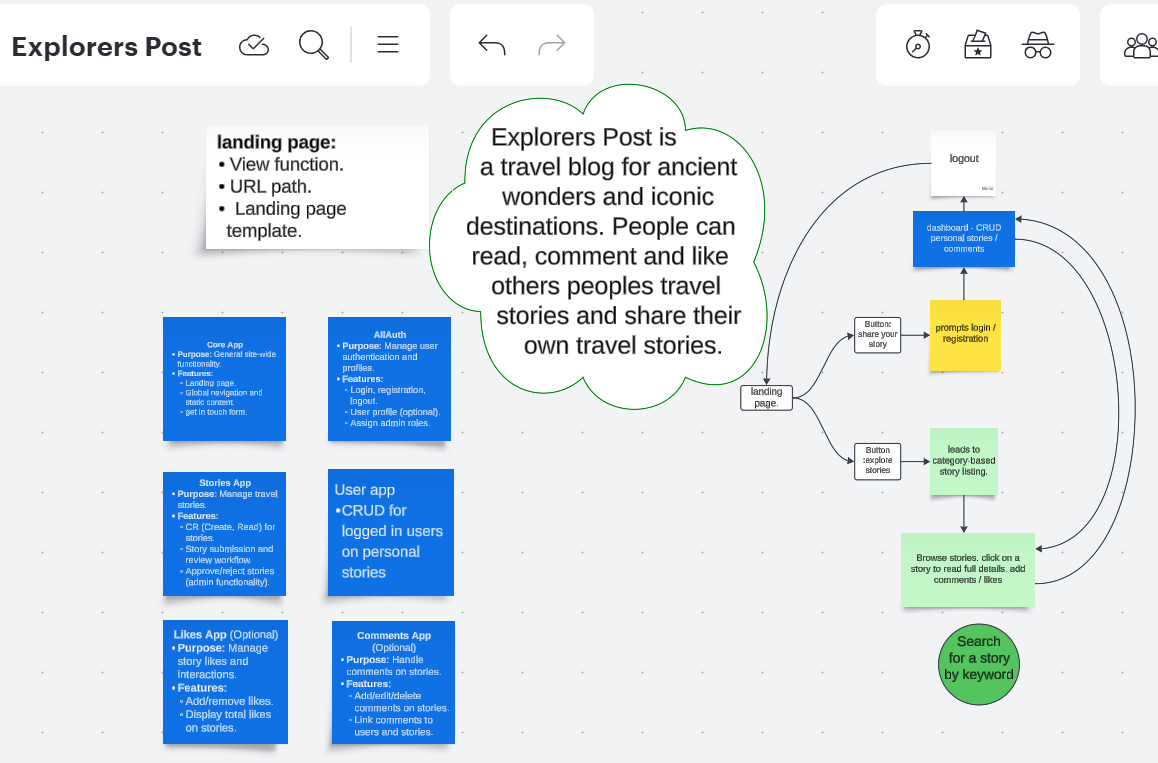 Explorers Post
landing page:
• View function.
• URL path.
• Landing page
template.
Explorers Post is
a travel blog for ancient
wonders and iconic
destinations. People can
read, comment and like
others peoples travel
stories and share their
own travel stories.
Core App
• Purpose: General site-wide
functionality.
• Features:
◦ Landing page.
◦ Global navigation and
static content.
◦ get in touch form.
AllAuth
• Purpose: Manage user
authentication and
profiles.
• Features:
◦ Login, registration,
logout.
◦ User profile (optional).
◦ Assign admin roles.
Stories App
• Purpose: Manage travel
stories.
• Features:
◦ CR (Create, Read) for
stories.
◦ Story submission and
review workflow.
◦ Approve/reject stories
(admin functionality).
User app
• CRUD for
logged in users
on personal
stories
Likes App (Optional)
• Purpose: Manage
story likes and
interactions.
• Features:
◦ Add/remove likes.
◦ Display total likes
on stories.
Comments App
(Optional)
• Purpose: Handle
comments on stories.
• Features:
◦ Add/edit/delete
comments on stories.
◦ Link comments to
users and stories.
logout
dashboard - CRUD
personal stories /
comments
Button:
share your
story
prompts login /
registration
landing
page.
Button
:explore
stories
leads to
category-based
story listing.
Browse stories. click on a
story to read full details. add
comments / likes
Search
for a story
by keyword